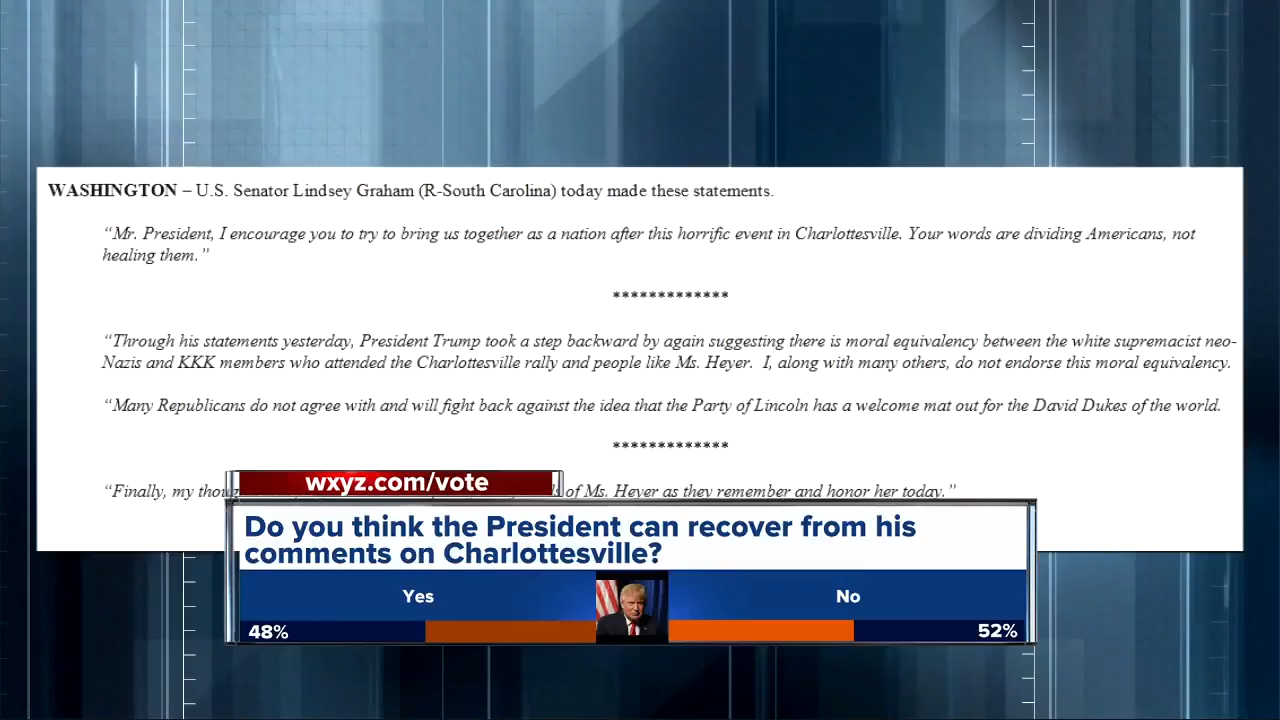 WASHINGTON – U.S. Senator Lindsey Graham (R-South Carolina) today made these statements.
“Mr. President, I encourage you to try to bring us together as a nation after this horrific event in Charlottesville. Your words are dividing Americans, not
healing them.”
*************
“Through his statements yesterday, President Trump took a step backward by again suggesting there is moral equivalency between the white supremacist neo-
Nazis and KKK members who attended the Charlottesville rally and people like Ms. Heyer.  I, along with many others, do not endorse this moral equivalency.
“Many Republicans do not agree with and will fight back against the idea that the Party of Lincoln has a welcome mat out for the David Dukes of the world.
*************
“Finally, my of Ms. Heyer as they remember and honor her today.”
wxyz.com/vote
Do you think the President can recover from his
comments on Charlottesville?
Yes No
48% 52%